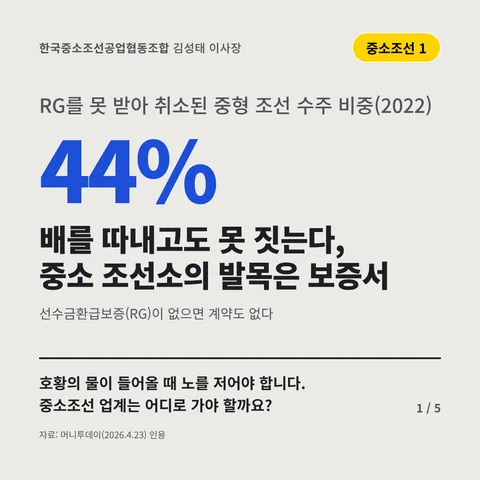 한국중소조선공업협동조합 김성태 이사장
중소조선 1
RG를 못 받아 취소된 중형 조선 수주 비중(2022)
44%
배를 따내고도 못 짓는다,
중소 조선소의 발목은 보증서
선수금환급보증(RG)이 없으면 계약도 없다
호황의 물이 들어올 때 노를 저어야 합니다.
중소조선 업계는 어디로 가야 할까요?
1 / 5
자료: 머니투데이(2026.4.23) 인용